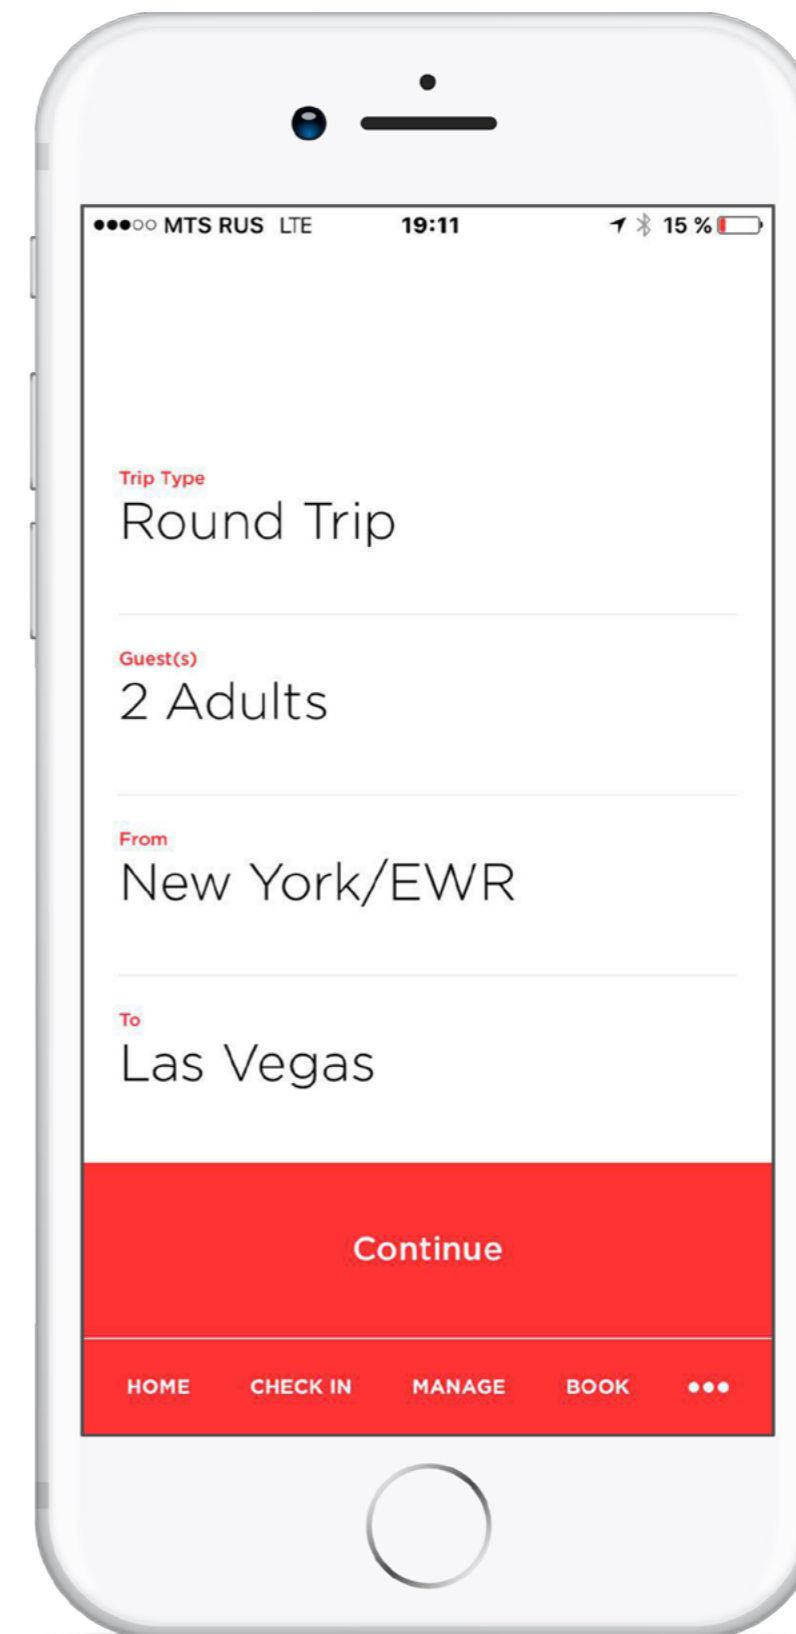 MTS RUS LTE 19:11 15 %
Trip Type
Round Trip
Guest(s)
2 Adults
From
New York/EWR
To
Las Vegas
Continue
HOME CHECK IN MANAGE BOOK